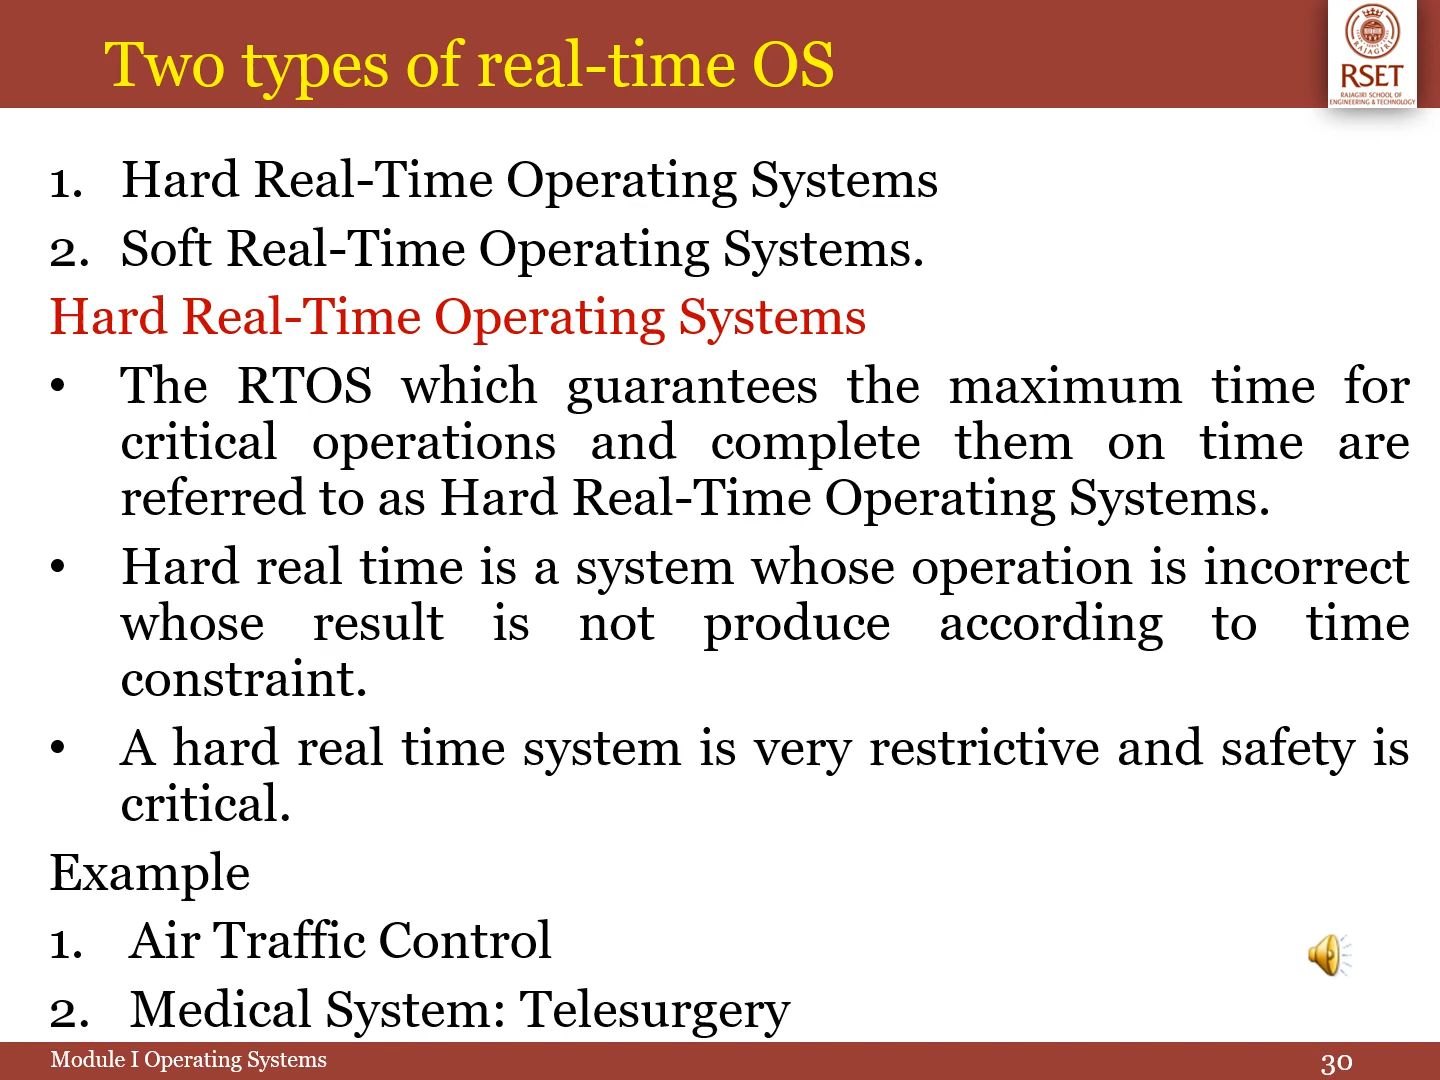 Two types of real-time OS
RAJAGIRI
RSET
RAJAGIRI SCHOOL OF
ENGINEERING & TECHNOLOGY
1. Hard Real-Time Operating Systems
2. Soft Real-Time Operating Systems.
Hard Real-Time Operating Systems
• The RTOS which guarantees the maximum time for
critical operations and complete them on time are
referred to as Hard Real-Time Operating Systems.
• Hard real time is a system whose operation is incorrect
whose result is not produce according to time
constraint.
• A hard real time system is very restrictive and safety is
critical.
Example
1. Air Traffic Control
2. Medical System: Telesurgery
Module I Operating Systems
30